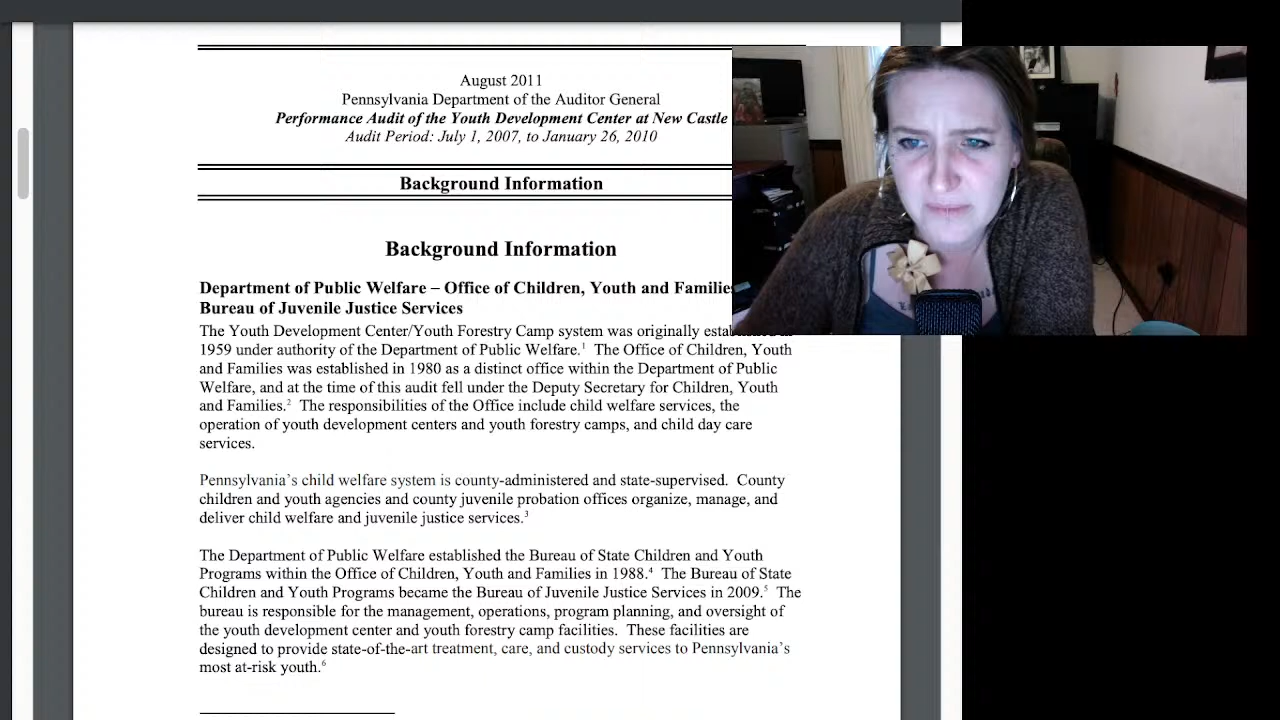 August 2011
Pennsylvania Department of the Auditor General
Performance Audit of the Youth Development Center at New Castle
Audit Period: July 1, 2007, to January 26, 2010
Background Information
Background Information
Department of Public Welfare – Office of Children, Youth and Families
Bureau of Juvenile Justice Services
The Youth Development Center/Youth Forestry Camp system was originally established in
1959 under authority of the Department of Public Welfare.1 The Office of Children, Youth
and Families was established in 1980 as a distinct office within the Department of Public
Welfare, and at the time of this audit fell under the Deputy Secretary for Children, Youth
and Families.2 The responsibilities of the Office include child welfare services, the
operation of youth development centers and youth forestry camps, and child day care
services.
Pennsylvania's child welfare system is county-administered and state-supervised. County
children and youth agencies and county juvenile probation offices organize, manage, and
deliver child welfare and juvenile justice services.3
The Department of Public Welfare established the Bureau of State Children and Youth
Programs within the Office of Children, Youth and Families in 1988.4 The Bureau of State
Children and Youth Programs became the Bureau of Juvenile Justice Services in 2009.5 The
bureau is responsible for the management, operations, program planning, and oversight of
the youth development center and youth forestry camp facilities. These facilities are
designed to provide state-of-the-art treatment, care, and custody services to Pennsylvania's
most at-risk youth.6